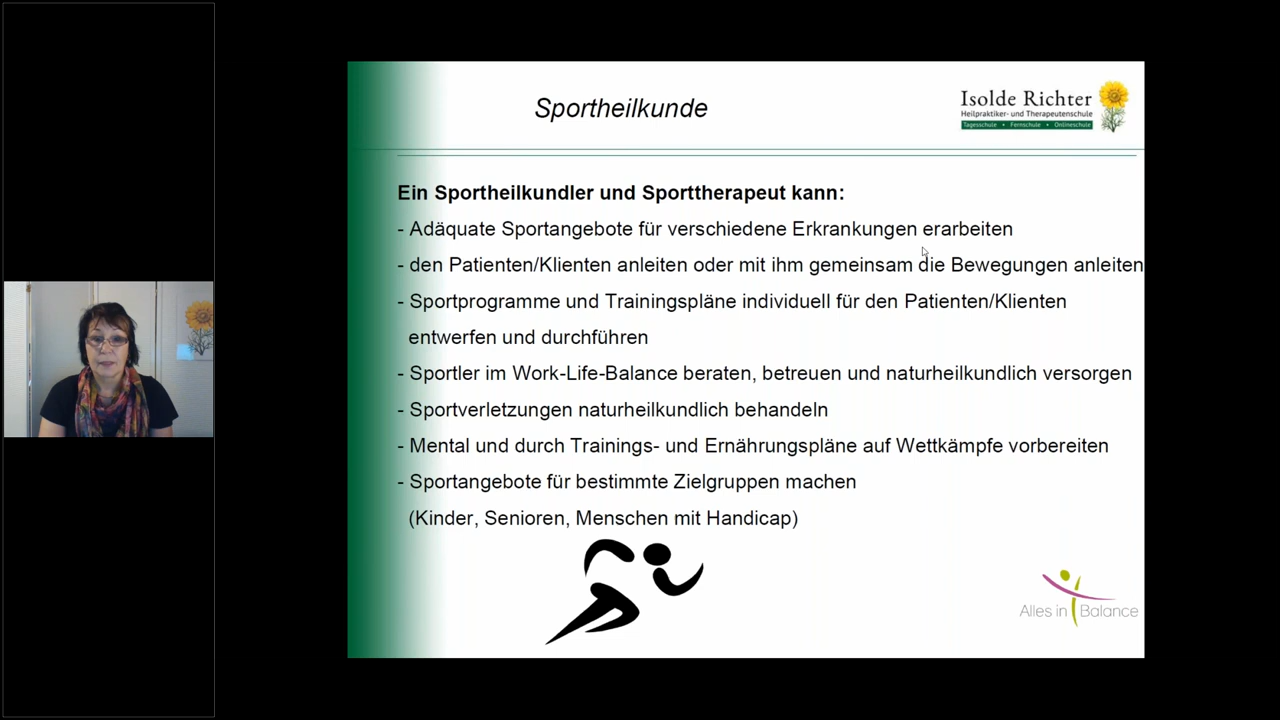 Sportheilkunde
Isolde Richter
Heilpraktiker- und Therapeutenschule
Tagesschule • Fernschule • Onlineschule
Ein Sportheilkundler und Sporttherapeut kann:
- Adäquate Sportangebote für verschiedene Erkrankungen erarbeiten
- den Patienten/Klienten anleiten oder mit ihm gemeinsam die Bewegungen anleiten
- Sportprogramme und Trainingspläne individuell für den Patienten/Klienten
entwerfen und durchführen
- Sportler im Work-Life-Balance beraten, betreuen und naturheilkundlich versorgen
- Sportverletzungen naturheilkundlich behandeln
- Mental und durch Trainings- und Ernährungspläne auf Wettkämpfe vorbereiten
- Sportangebote für bestimmte Zielgruppen machen
(Kinder, Senioren, Menschen mit Handicap)
Alles in Balance